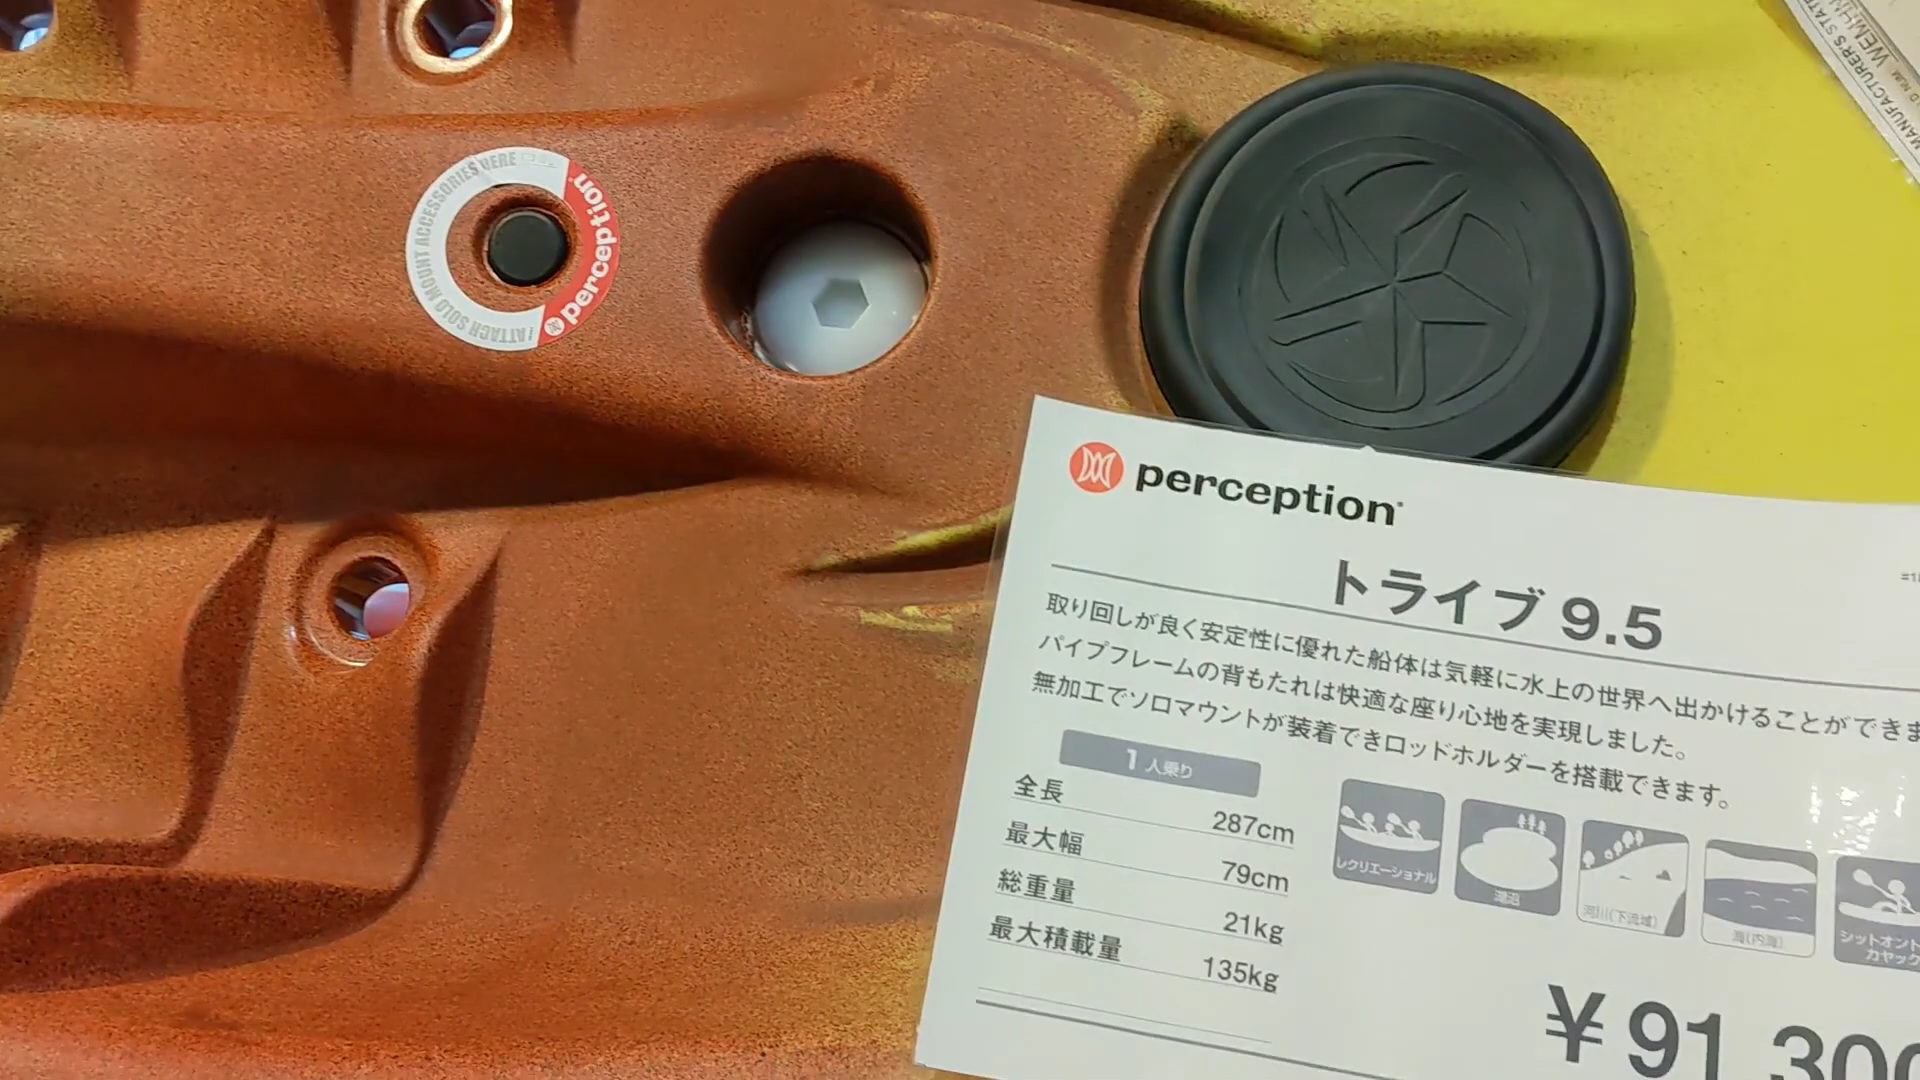 ATTACH SOLO MOUNT ACCESSORIES HERE
perception
MANUFACTURER'S STAT
perception
トライブ 9.5
取り回しが良く安定性に優れた船体は気軽に水上の世界へ出かけることができま
パイプフレームの背もたれは快適な座り心地を実現しました。
無加工でソロマウントが装着できロッドホルダーを搭載できます。
1 人乗り
全長 287cm
最大幅 79cm
総重量 21kg
最大積載量 135kg
レクリエーショナル
湖沼
河川(下流域)
海(内海)
シットオント
カヤック
¥91,300